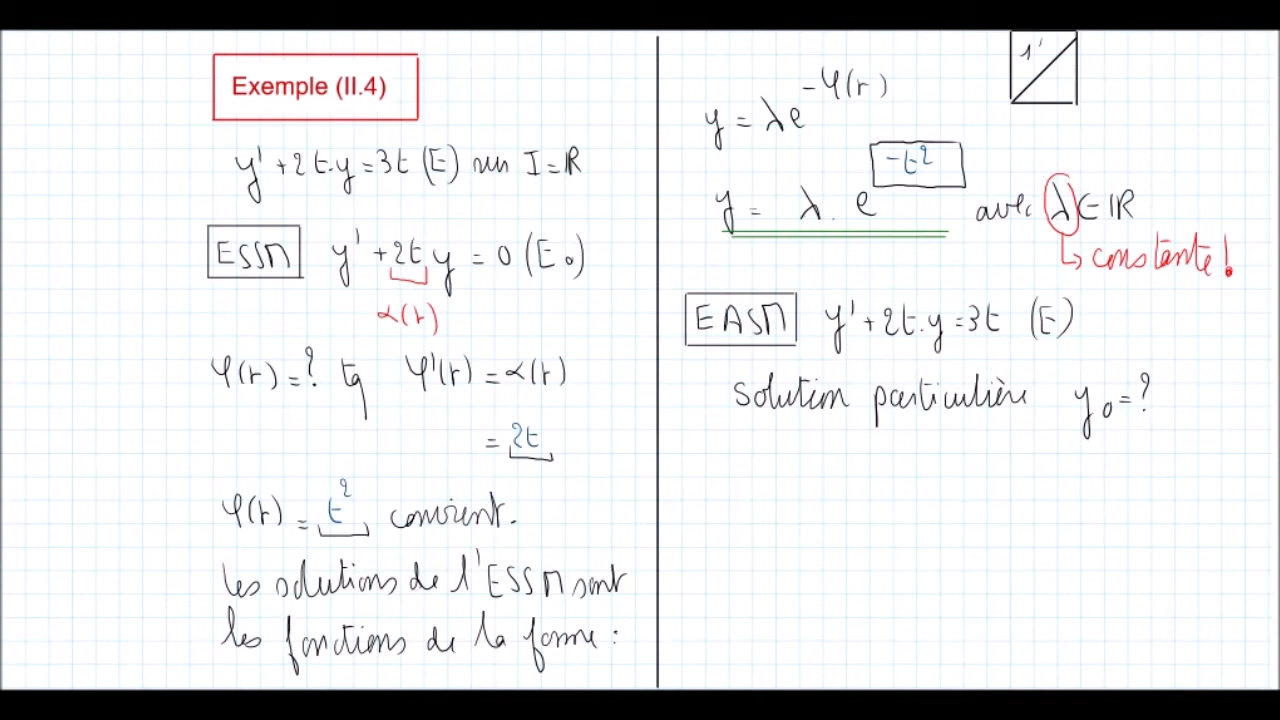 Exemple (II.4)
y' + 2t.y = 3t (E) sur I = ℝ
ESSM y' + 2t y = 0 (E₀)
α(t)
φ(t) = ? tq φ'(t) = α(t)
= 2t
φ(t) = t² convient.
les solutions de l'ESSM sont
les fonctions de la forme :
1'
y = λe^(-φ(t))
y = λ. e^(-t²) avec λ ∈ ℝ
↳ constante !
EASM y' + 2t.y = 3t (E)
solution particulière y₀ = ?